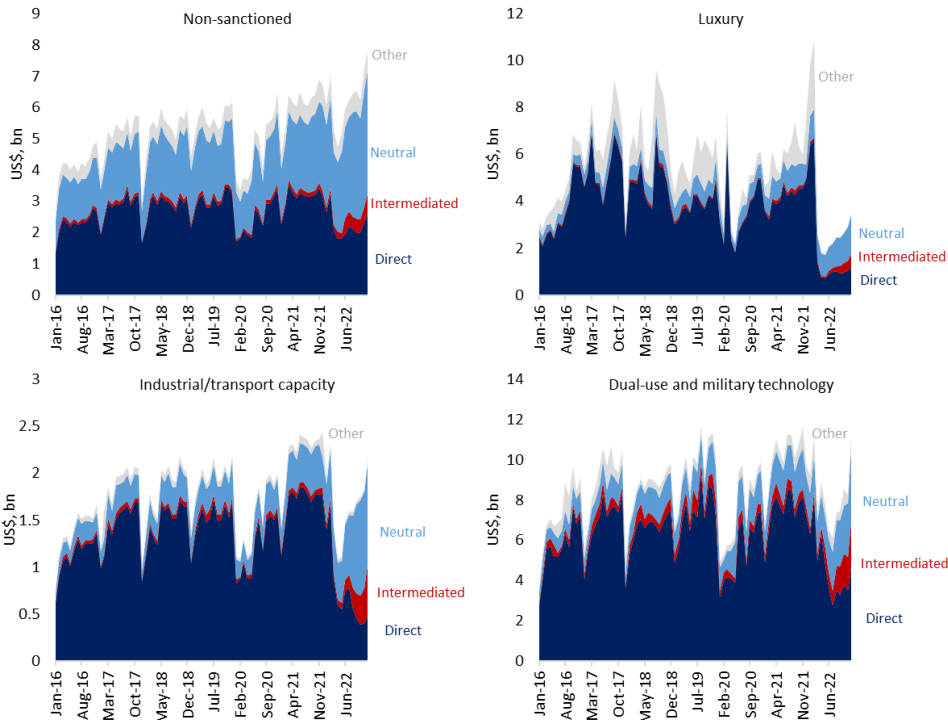 Non-sanctioned
US$, bn
9
8
7
6
5
4
3
2
1
0
Other
Neutral
Intermediated
Direct
Jan-16
Aug-16
Mar-17
Oct-17
May-18
Dec-18
Jul-19
Feb-20
Sep-20
Apr-21
Nov-21
Jun-22
Luxury
US$, bn
12
10
8
6
4
2
0
Other
Neutral
Intermediated
Direct
Jan-16
Aug-16
Mar-17
Oct-17
May-18
Dec-18
Jul-19
Feb-20
Sep-20
Apr-21
Nov-21
Jun-22
Industrial/transport capacity
US$, bn
3
2.5
2
1.5
1
0.5
0
Other
Neutral
Intermediated
Direct
Jan-16
Aug-16
Mar-17
Oct-17
May-18
Dec-18
Jul-19
Feb-20
Sep-20
Apr-21
Nov-21
Jun-22
Dual-use and military technology
US$, bn
14
12
10
8
6
4
2
0
Other
Neutral
Intermediated
Direct
Jan-16
Aug-16
Mar-17
Oct-17
May-18
Dec-18
Jul-19
Feb-20
Sep-20
Apr-21
Nov-21
Jun-22